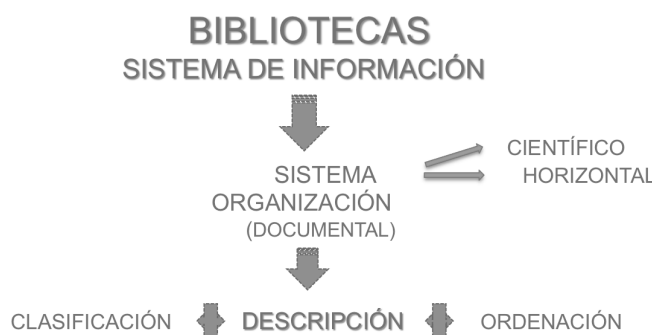 BIBLIOTECAS
SISTEMA DE INFORMACIÓN
CIENTÍFICO
SISTEMA
HORIZONTAL
ORGANIZACIÓN
(DOCUMENTAL)
CLASIFICACIÓN DESCRIPCIÓN ORDENACIÓN